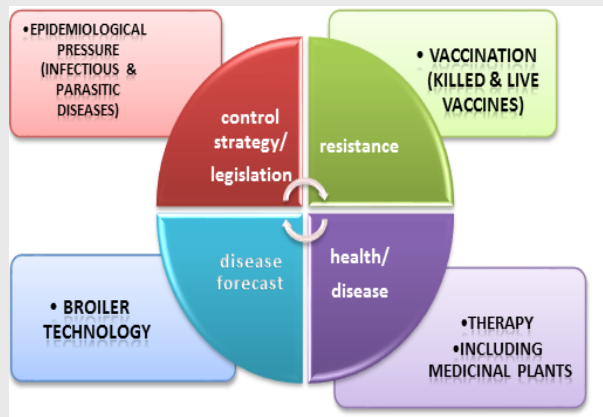 •EPIDEMIOLOGICAL
PRESSURE
(INFECTIOUS &
PARASITIC
DISEASES)
• VACCINATION
(KILLED & LIVE
VACCINES)
control
strategy/
legislation
resistance
disease
forecast
health/
disease
• BROILER
TECHNOLOGY
•THERAPY
•INCLUDING
MEDICINAL PLANTS